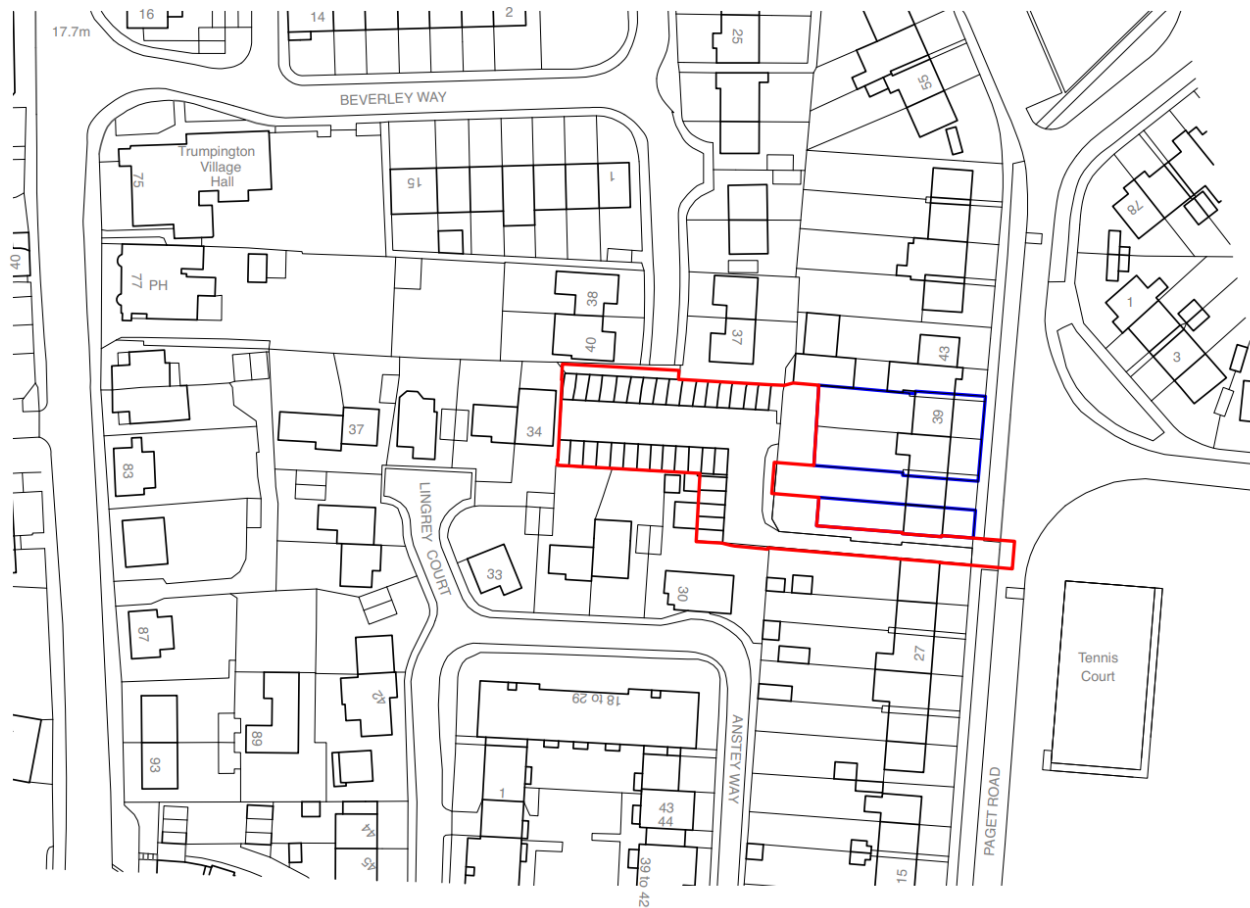 16
14
2
25
17.7m
55
BEVERLEY WAY
Trumpington
Village
Hall
75
15
1
78
40
77
PH
38
1
40
37
43
3
39
37
34
83
LINGREY COURT
33
30
87
27
Tennis
Court
42
18 to 29
68
ANSTEY WAY
93
1
43
44
PAGET ROAD
44
45
39 to 42
15